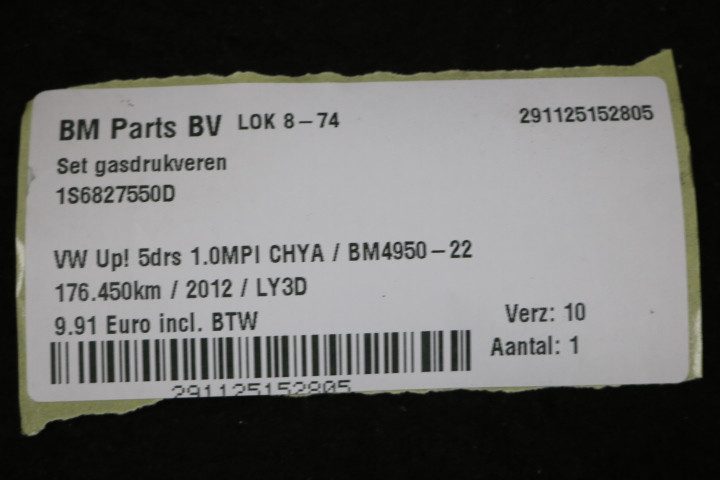 BM Parts BV LOK 8-74 291125152805
Set gasdrukveren
1S6827550D
VW Up! 5drs 1.0MPI CHYA / BM4950-22
176.450km / 2012 / LY3D
9.91 Euro incl. BTW Verz: 10
Aantal: 1
291125152805